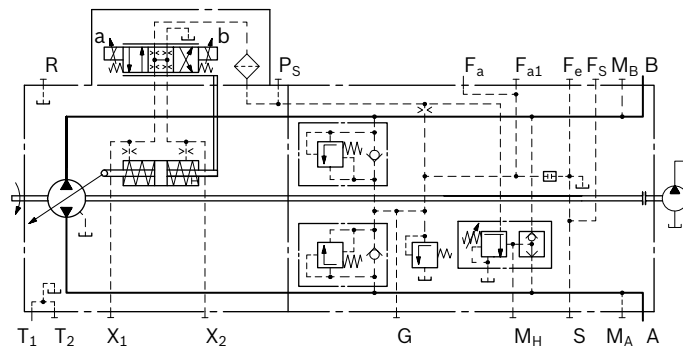 a b
R P_S F_a F_a1 F_e F_S M_B B
T_1 T_2 X_1 X_2 G M_H S M_A A